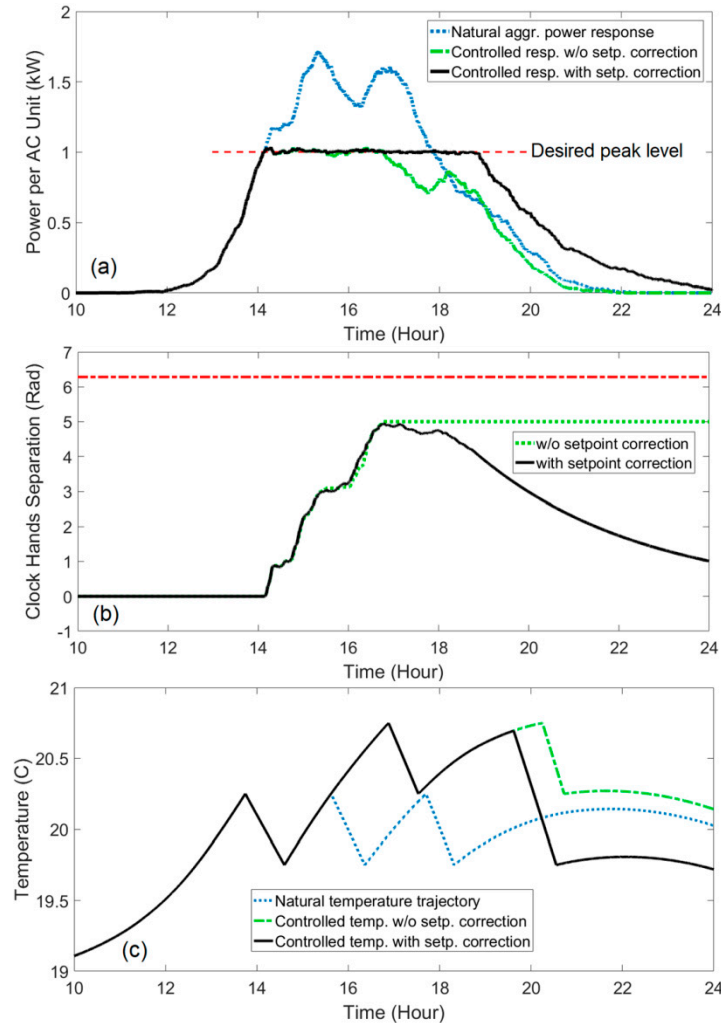 2
1.5
1
0.5
0
Power per AC Unit (kW)
Natural aggr. power response
Controlled resp. w/o setp. correction
Controlled resp. with setp. correction
Desired peak level
(a)
10 12 14 16 18 20 22 24
Time (Hour)
7
6
5
4
3
2
1
0
-1
Clock Hands Separation (Rad)
w/o setpoint correction
with setpoint correction
(b)
10 12 14 16 18 20 22 24
Time (Hour)
21
20.5
20
19.5
19
Temperature (C)
Natural temperature trajectory
Controlled temp. w/o setp. correction
Controlled temp. with setp. correction
(c)
10 12 14 16 18 20 22 24
Time (Hour)